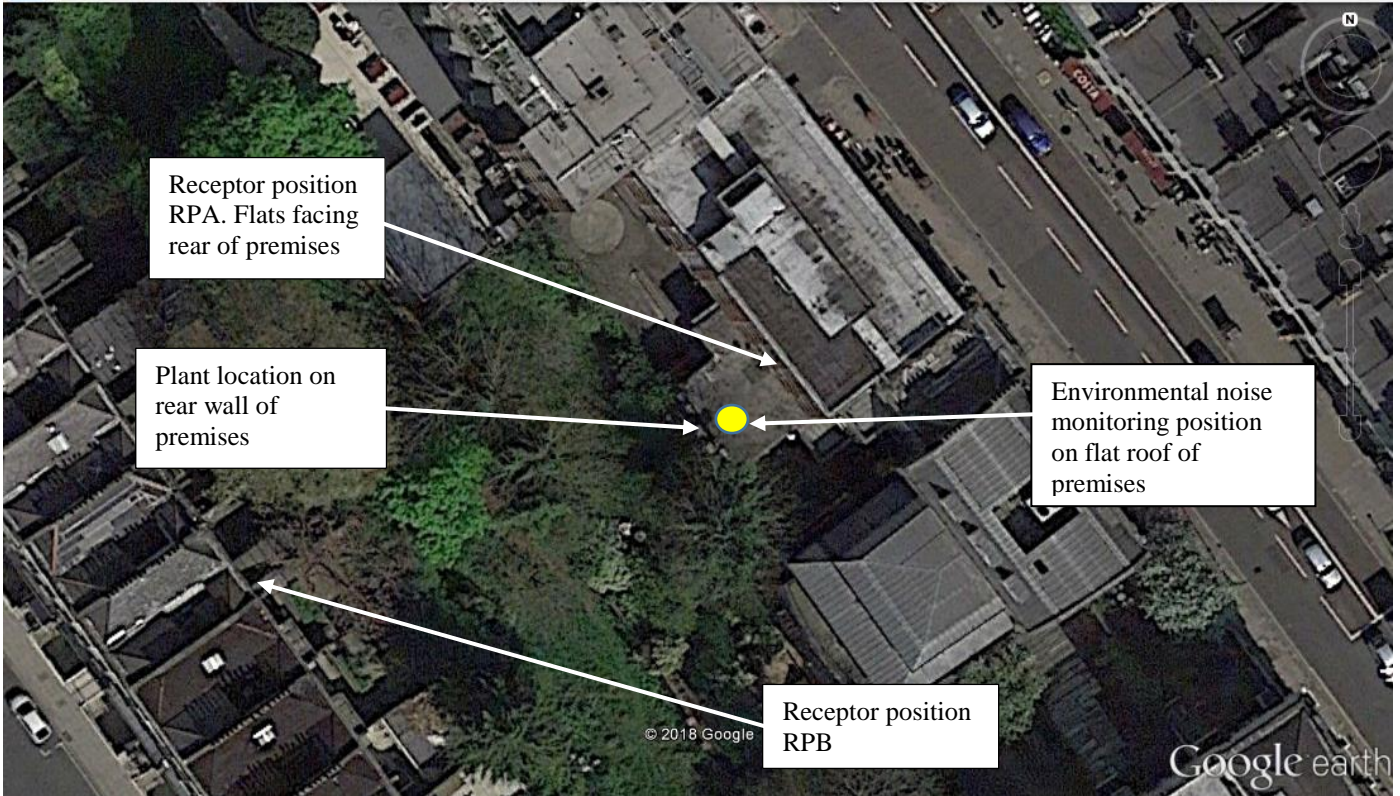 N
COSTA
Receptor position
RPA. Flats facing
rear of premises
Plant location on
rear wall of
premises
Environmental noise
monitoring position
on flat roof of
premises
Receptor position
RPB
© 2018 Google
Google earth